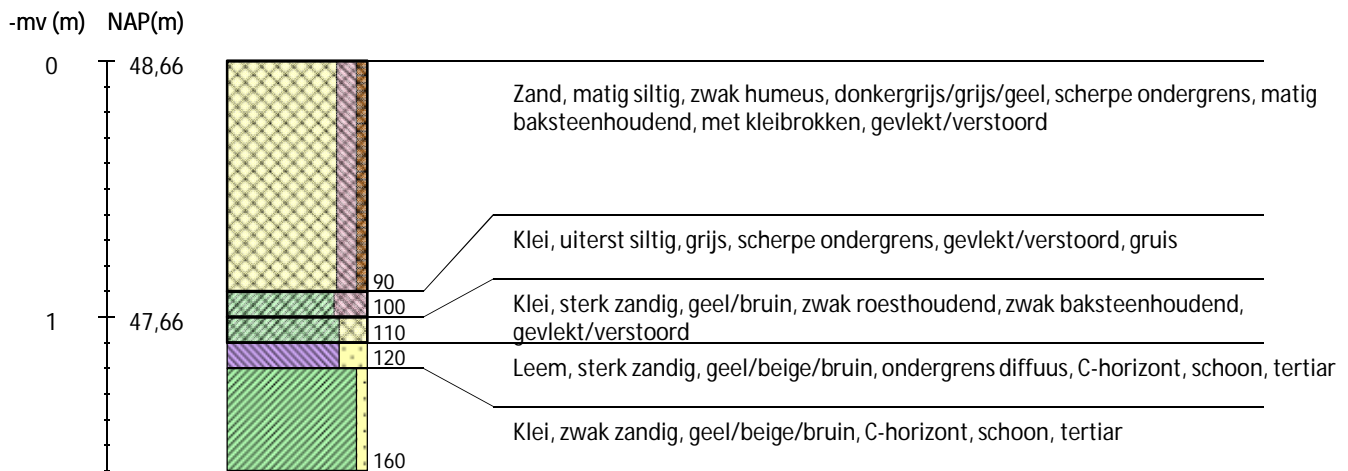 -mv (m) NAP(m)
0 48,66
Zand, matig siltig, zwak humeus, donkergrijs/grijs/geel, scherpe ondergrens, matig
baksteenhoudend, met kleibrokken, gevlekt/verstoord
Klei, uiterst siltig, grijs, scherpe ondergrens, gevlekt/verstoord, gruis
90
100
Klei, sterk zandig, geel/bruin, zwak roesthoudend, zwak baksteenhoudend,
gevlekt/verstoord
1 47,66
110
120
Leem, sterk zandig, geel/beige/bruin, ondergrens diffuus, C-horizont, schoon, tertiar
Klei, zwak zandig, geel/beige/bruin, C-horizont, schoon, tertiar
160